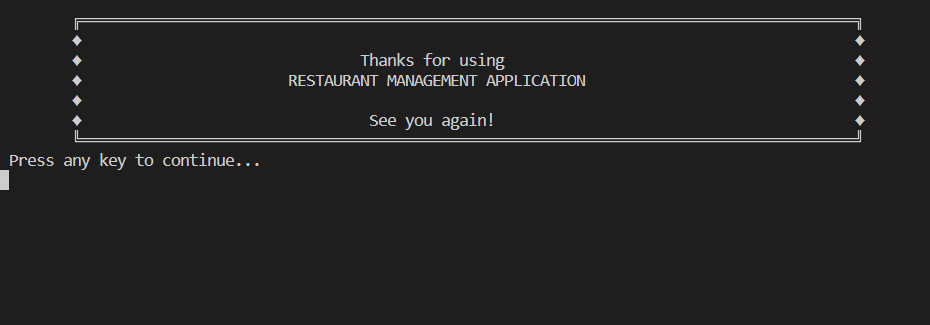 Thanks for using
RESTAURANT MANAGEMENT APPLICATION
See you again!
Press any key to continue...